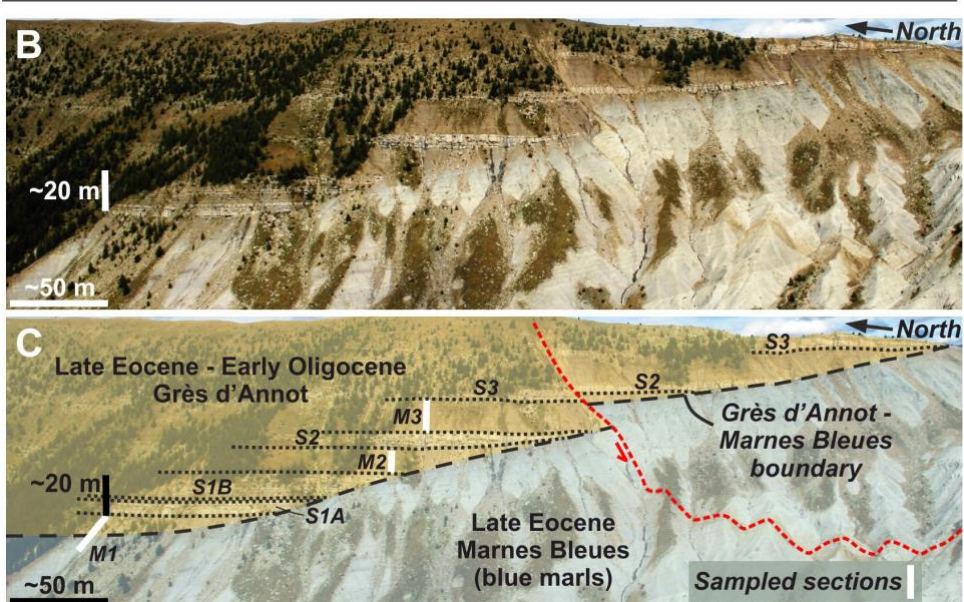 B
North
~20 m
~50 m
C
North
S3
Late Eocene - Early Oligocene
Grès d’Annot
S3
S2
M3
Grès d’Annot -
Marnes Bleues
boundary
S2
M2
~20 m
S1B
S1A
Late Eocene
Marnes Bleues
(blue marls)
M1
Sampled sections
~50 m